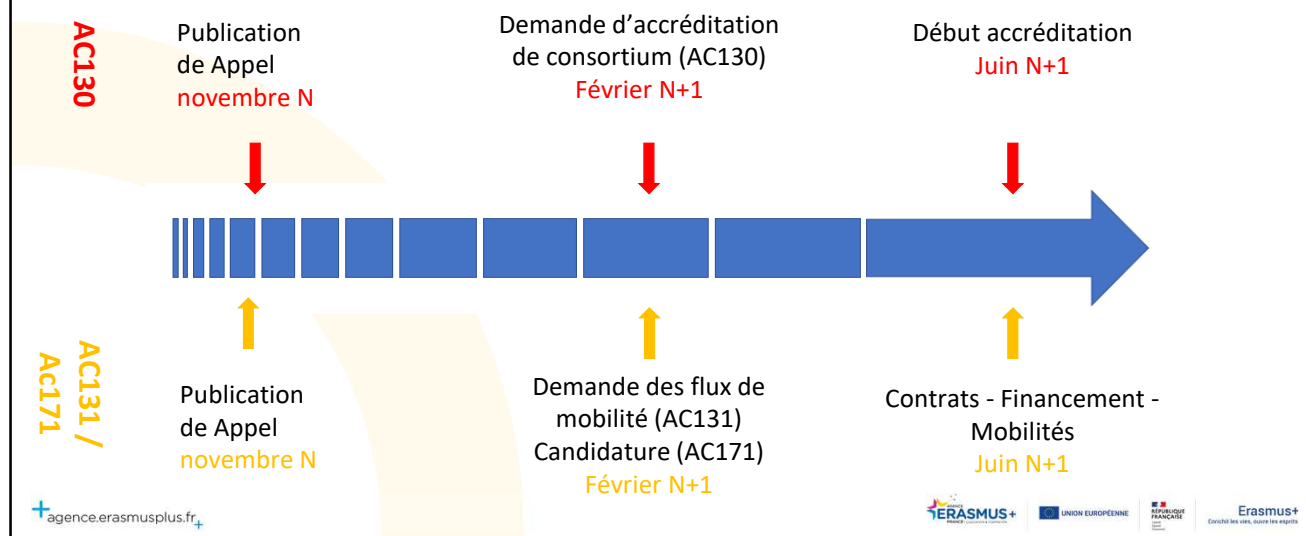 AC130
Publication
de Appel
novembre N
Demande d'accréditation
de consortium (AC130)
Février N+1
Début accréditation
Juin N+1
AC131 /
Ac171
Publication
de Appel
novembre N
Demande des flux de
mobilité (AC131)
Candidature (AC171)
Février N+1
Contrats - Financement -
Mobilités
Juin N+1
agence.erasmusplus.fr
AGENCE
ERASMUS+
UNION EUROPÉENNE
RÉPUBLIQUE
FRANÇAISE
Erasmus+
Enrichit les vies, ouvre les esprits